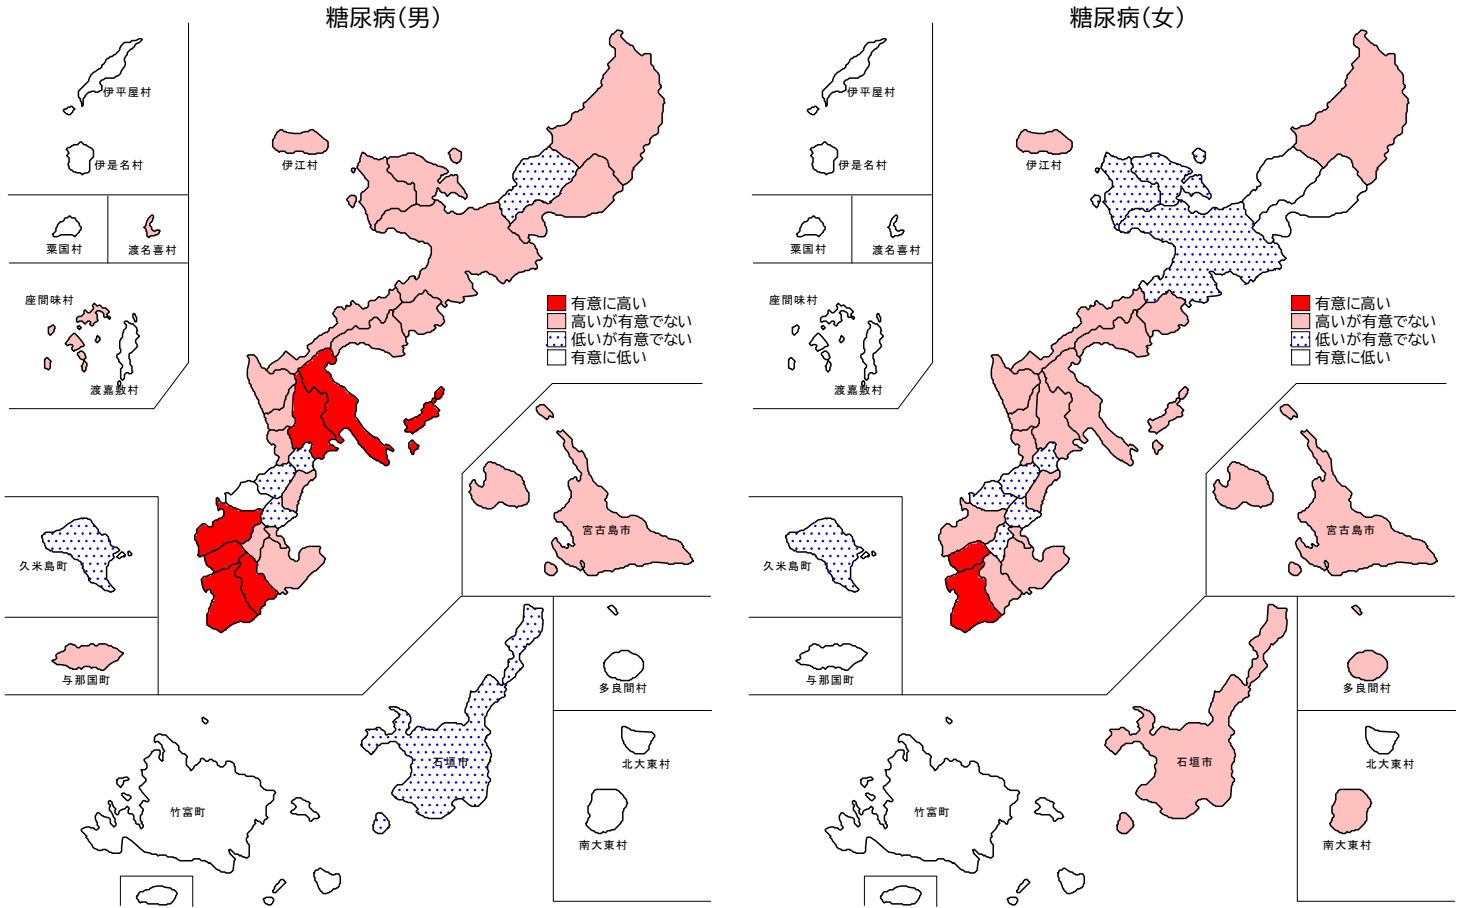 糖尿病(男)
伊平屋村
伊是名村
伊江村
粟国村
渡名喜村
座間味村
渡嘉敷村
有意に高い
高いが有意でない
低いが有意でない
有意に低い
久米島町
宮古島市
与那国町
多良間村
石垣市
北大東村
竹富町
南大東村
糖尿病(女)
伊平屋村
伊是名村
伊江村
粟国村
渡名喜村
座間味村
渡嘉敷村
有意に高い
高いが有意でない
低いが有意でない
有意に低い
久米島町
宮古島市
与那国町
多良間村
石垣市
北大東村
竹富町
南大東村